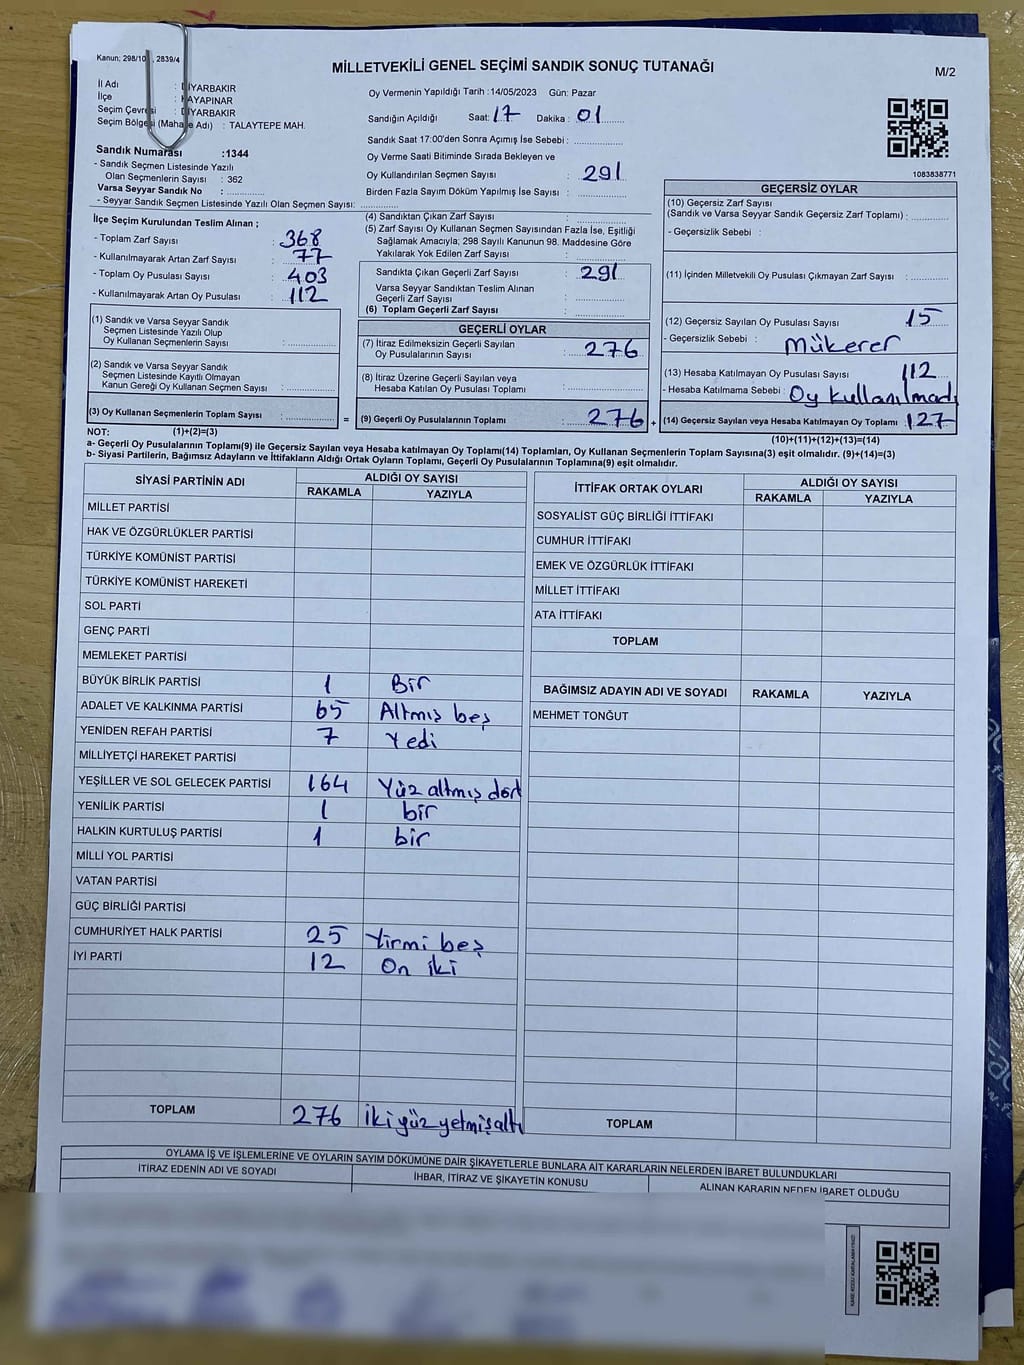 Kanun; 298/10 , 2839/4
MİLLETVEKİLİ GENEL SEÇİMİ SANDIK SONUÇ TUTANAĞI
M/2
İl Adı : DİYARBAKIR
İlçe : KAYAPINAR
Seçim Çevresi : DİYARBAKIR
Seçim Bölgesi (Mahalle Adı) : TALAYTEPE MAH.
Sandık Numarası :1344
- Sandık Seçmen Listesinde Yazılı
Olan Seçmenlerin Sayısı : 362
Varsa Seyyar Sandık No : ..............
- Seyyar Sandık Seçmen Listesinde Yazılı Olan Seçmen Sayısı: ..............
Oy Vermenin Yapıldığı Tarih :14/05/2023 Gün: Pazar
Sandığın Açıldığı Saat: 17 Dakika : 01
Sandık Saat 17:00'den Sonra Açımış İse Sebebi : ..............
Oy Verme Saati Bitiminde Sırada Bekleyen ve
Oy Kullandırılan Seçmen Sayısı : 291
Birden Fazla Sayım Döküm Yapılmış İse Sayısı : ..............
1083838771
İlçe Seçim Kurulundan Teslim Alınan ;
- Toplam Zarf Sayısı : 368
- Kullanılmayarak Artan Zarf Sayısı : 77
- Toplam Oy Pusulası Sayısı : 403
- Kullanılmayarak Artan Oy Pusulası : 112
(1) Sandık ve Varsa Seyyar Sandık
Seçmen Listesinde Yazılı Olup
Oy Kullanan Seçmenlerin Sayısı : ..............
(2) Sandık ve Varsa Seyyar Sandık
Seçmen Listesinde Kayıtlı Olmayan
Kanun Gereği Oy Kullanan Seçmen Sayısı : ..............
(3) Oy Kullanan Seçmenlerin Toplam Sayısı : .............. =
(4) Sandıktan Çıkan Zarf Sayısı : ..............
(5) Zarf Sayısı Oy Kullanan Seçmen Sayısından Fazla İse, Eşitliği
Sağlamak Amacıyla; 298 Sayılı Kanunun 98. Maddesine Göre
Yakılarak Yok Edilen Zarf Sayısı : ..............
Sandıkta Çıkan Geçerli Zarf Sayısı : 291
Varsa Seyyar Sandıktan Teslim Alınan
Geçerli Zarf Sayısı : ..............
(6) Toplam Geçerli Zarf Sayısı : ..............
GEÇERLİ OYLAR
(7) İtiraz Edilmeksizin Geçerli Sayılan
Oy Pusulalarının Sayısı : 276
(8) İtiraz Üzerine Geçerli Sayılan veya
Hesaba Katılan Oy Pusulası Toplamı : ..............
(9) Geçerli Oy Pusulalarının Toplamı : 276 +
GEÇERSİZ OYLAR
(10) Geçersiz Zarf Sayısı
(Sandık ve Varsa Seyyar Sandık Geçersiz Zarf Toplamı) : ..............
- Geçersizlik Sebebi :
(11) İçinden Milletvekili Oy Pusulası Çıkmayan Zarf Sayısı : ..............
(12) Geçersiz Sayılan Oy Pusulası Sayısı : 15
- Geçersizlik Sebebi : Mükerer
(13) Hesaba Katılmayan Oy Pusulası Sayısı : 112
- Hesaba Katılmama Sebebi : Oy kullanılmadı
(14) Geçersiz Sayılan veya Hesaba Katılmayan Oy Toplamı : 127
NOT: (1)+(2)=(3)
(10)+(11)+(12)+(13)=(14)
a- Geçerli Oy Pusulalarının Toplamı(9) ile Geçersiz Sayılan veya Hesaba katılmayan Oy Toplamı(14) Toplamları, Oy Kullanan Seçmenlerin Toplam Sayısına(3) eşit olmalıdır. (9)+(14)=(3)
b- Siyasi Partilerin, Bağımsız Adayların ve İttifakların Aldığı Ortak Oyların Toplamı, Geçerli Oy Pusulalarının Toplamına(9) eşit olmalıdır.
SİYASİ PARTİNİN ADI ALDIĞI OY SAYISI
RAKAMLA YAZIYLA
MİLLET PARTİSİ
HAK VE ÖZGÜRLÜKLER PARTİSİ
TÜRKİYE KOMÜNİST PARTİSİ
TÜRKİYE KOMÜNİST HAREKETİ
SOL PARTİ
GENÇ PARTİ
MEMLEKET PARTİSİ
BÜYÜK BİRLİK PARTİSİ 1 Bir
ADALET VE KALKINMA PARTİSİ 65 Altmış beş
YENİDEN REFAH PARTİSİ 7 Yedi
MİLLİYETÇİ HAREKET PARTİSİ
YEŞİLLER VE SOL GELECEK PARTİSİ 164 Yüz altmış dört
YENİLİK PARTİSİ 1 bir
HALKIN KURTULUŞ PARTİSİ 1 bir
MİLLİ YOL PARTİSİ
VATAN PARTİSİ
GÜÇ BİRLİĞİ PARTİSİ
CUMHURİYET HALK PARTİSİ 25 Yirmi beş
İYİ PARTİ 12 On iki
TOPLAM 276 İkiyüz yetmişaltı
İTTİFAK ORTAK OYLARI ALDIĞI OY SAYISI
RAKAMLA YAZIYLA
SOSYALİST GÜÇ BİRLİĞİ İTTİFAKI
CUMHUR İTTİFAKI
EMEK VE ÖZGÜRLÜK İTTİFAKI
MİLLET İTTİFAKI
ATA İTTİFAKI
TOPLAM
BAĞIMSIZ ADAYIN ADI VE SOYADI RAKAMLA YAZIYLA
MEHMET TONĞUT
TOPLAM
OYLAMA İŞ VE İŞLEMLERİNE VE OYLARIN SAYIM DÖKÜMÜNE DAİR ŞİKAYETLERLE BUNLARA AİT KARARLARIN NELERDEN İBARET BULUNDUKLARI
İTİRAZ EDENİN ADI VE SOYADI İHBAR, İTİRAZ VE ŞİKAYETİN KONUSU ALINAN KARARIN NEDEN İBARET OLDUĞU